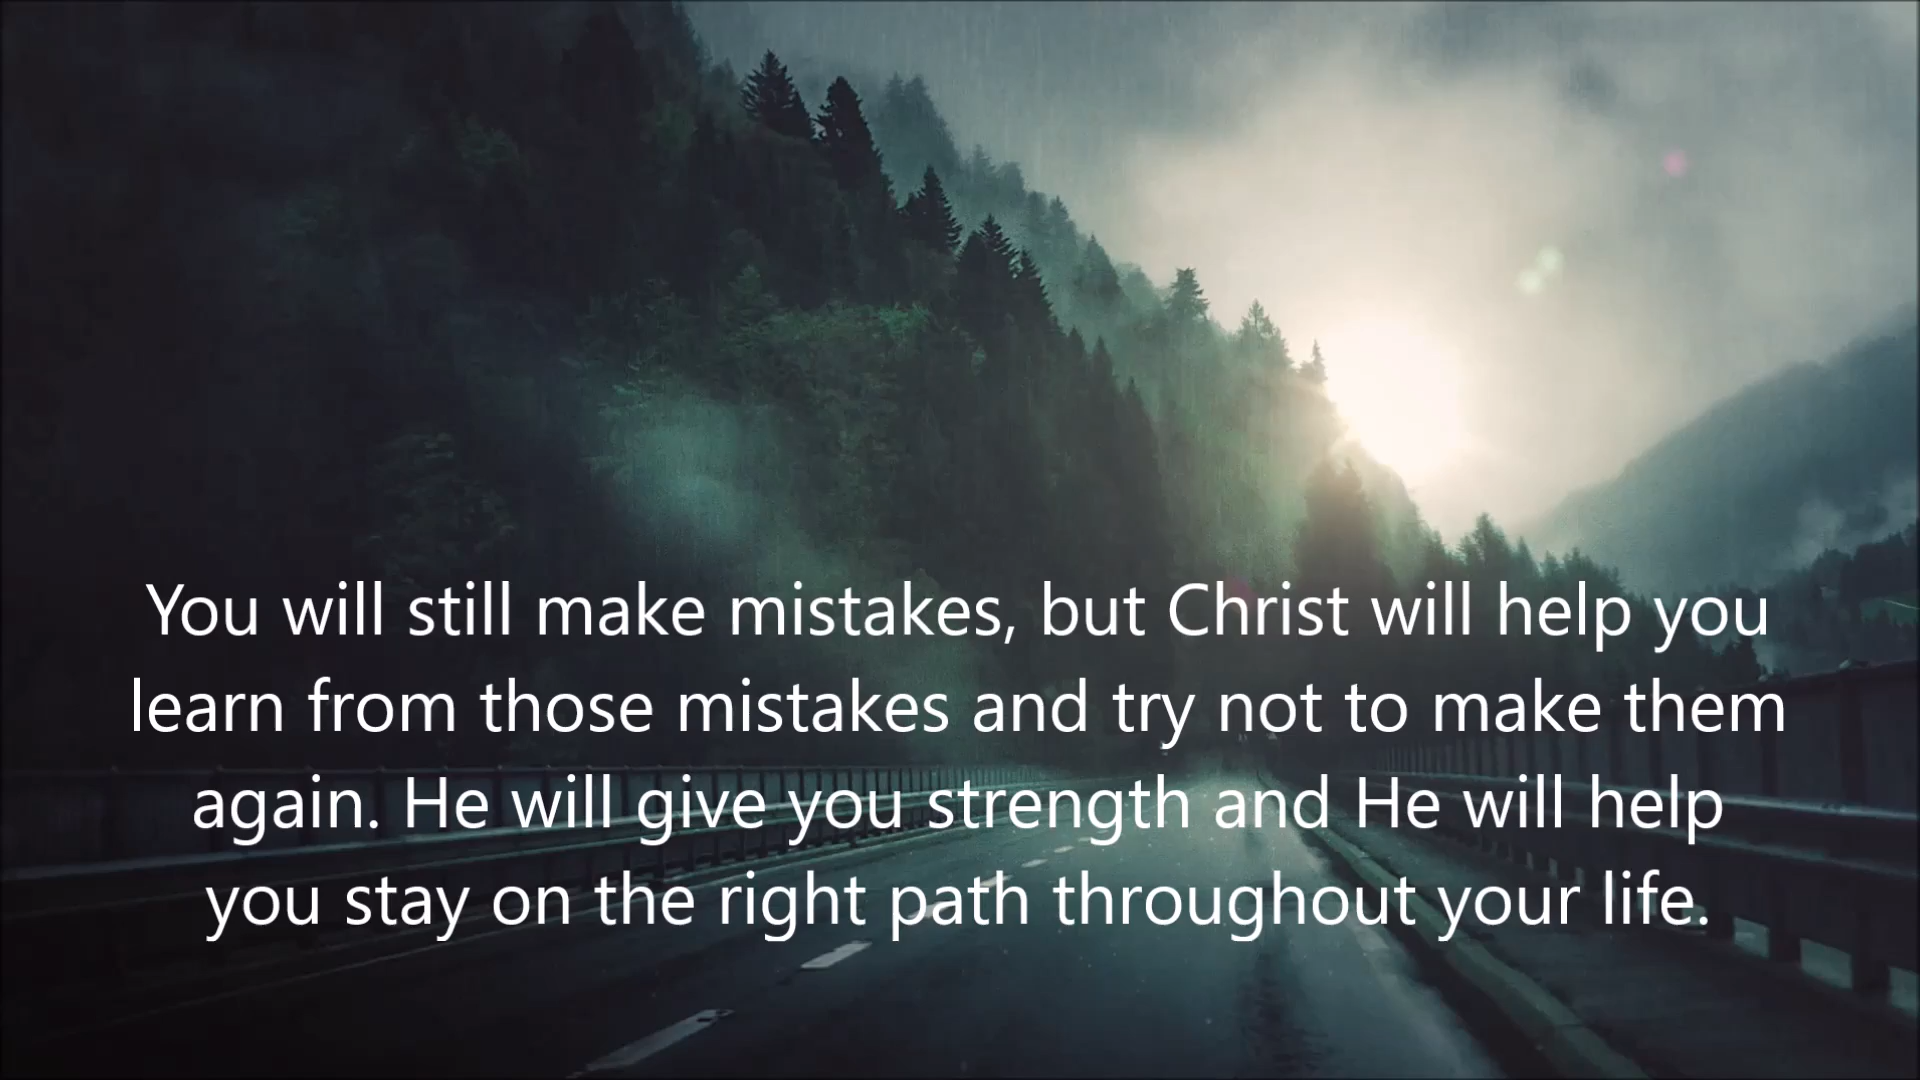 You will still make mistakes, but Christ will help you
learn from those mistakes and try not to make them
again. He will give you strength and He will help
you stay on the right path throughout your life.